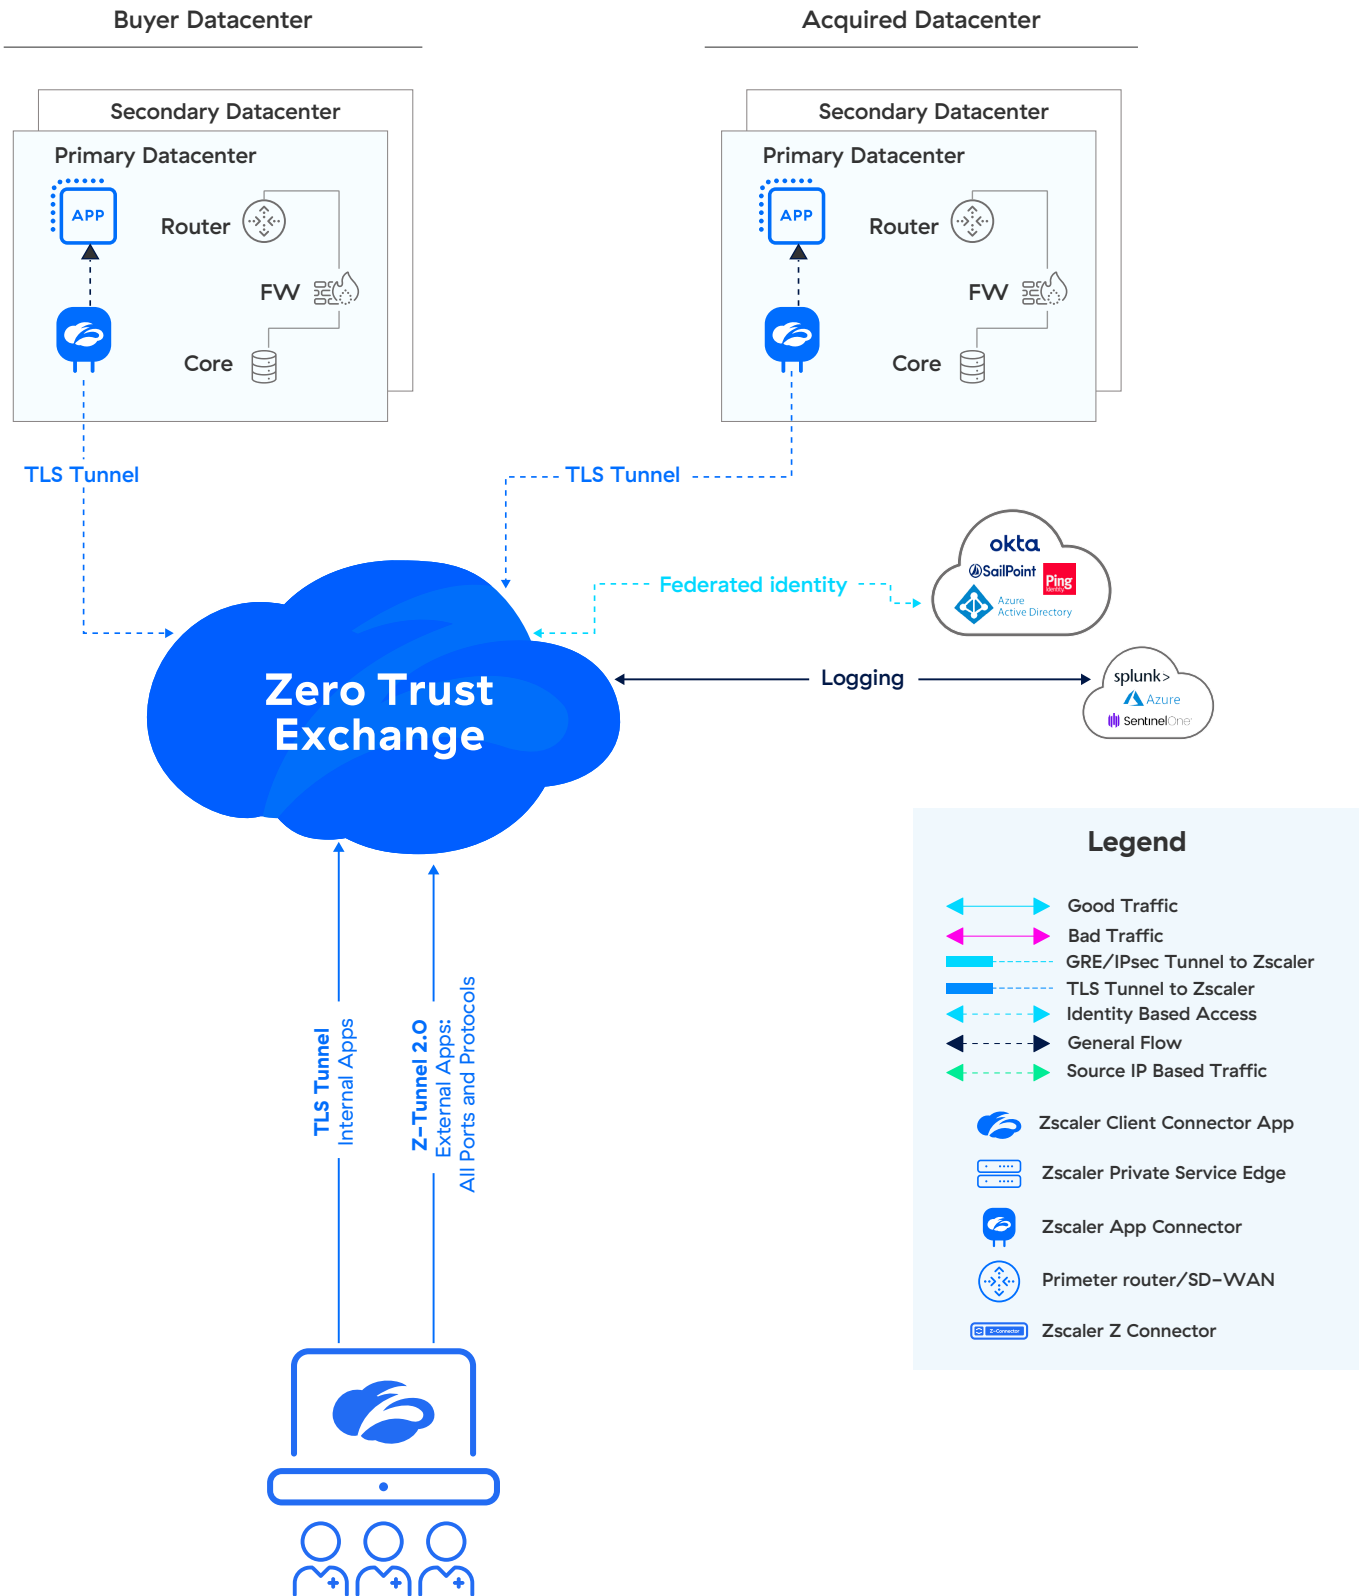 Buyer Datacenter
Acquired Datacenter
Secondary Datacenter
Primary Datacenter
APP
Router
FW
Core
Secondary Datacenter
Primary Datacenter
APP
Router
FW
Core
TLS Tunnel
TLS Tunnel
okta
SailPoint
Ping
Identity
Azure
Active Directory
Federated identity
Zero Trust
Exchange
Logging
splunk>
Azure
SentinelOne
TLS Tunnel
Internal Apps
Z-Tunnel 2.0
External Apps:
All Ports and Protocols
Legend
Good Traffic
Bad Traffic
GRE/IPsec Tunnel to Zscaler
TLS Tunnel to Zscaler
Identity Based Access
General Flow
Source IP Based Traffic
Zscaler Client Connector App
Zscaler Private Service Edge
Zscaler App Connector
Primeter router/SD-WAN
Z-Connector
Zscaler Z Connector